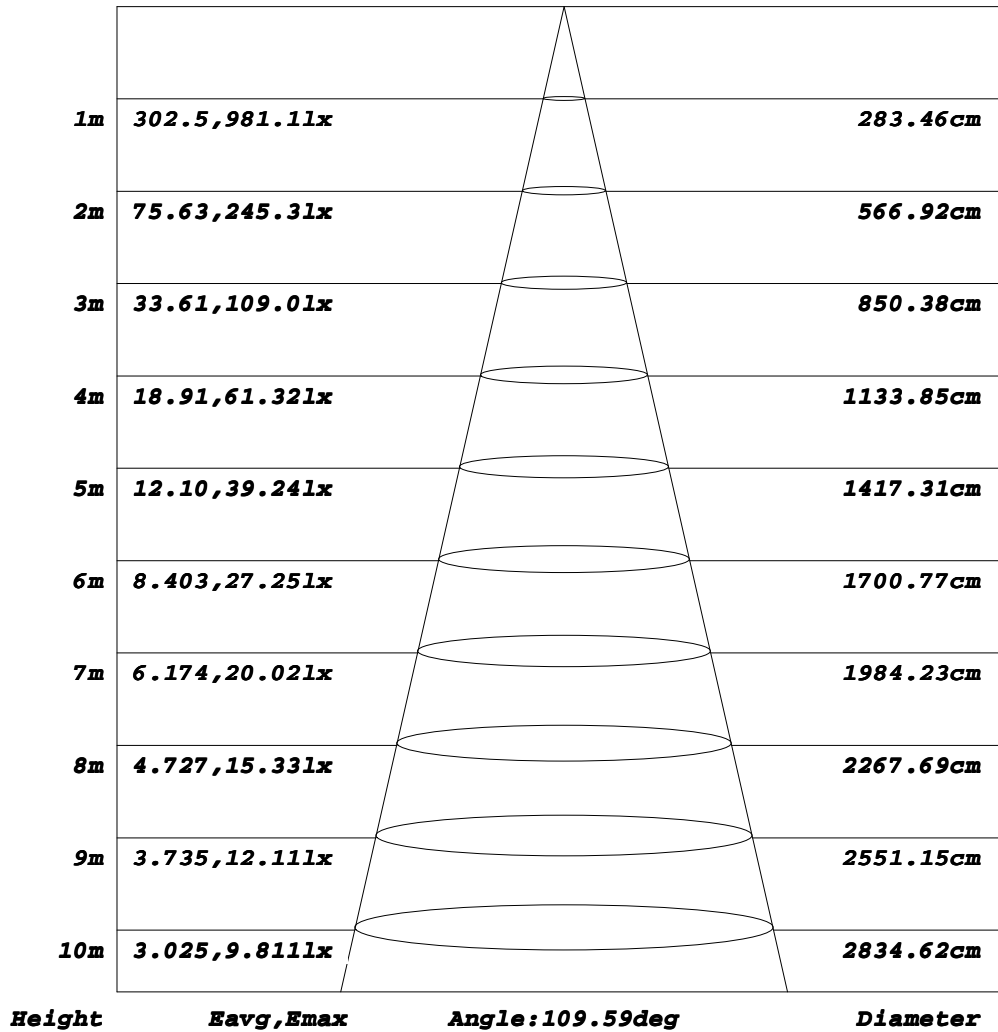 1m 302.5,981.1lx 283.46cm
2m 75.63,245.3lx 566.92cm
3m 33.61,109.0lx 850.38cm
4m 18.91,61.32lx 1133.85cm
5m 12.10,39.24lx 1417.31cm
6m 8.403,27.25lx 1700.77cm
7m 6.174,20.02lx 1984.23cm
8m 4.727,15.33lx 2267.69cm
9m 3.735,12.11lx 2551.15cm
10m 3.025,9.811lx 2834.62cm
Height Eavg,Emax Angle:109.59deg Diameter